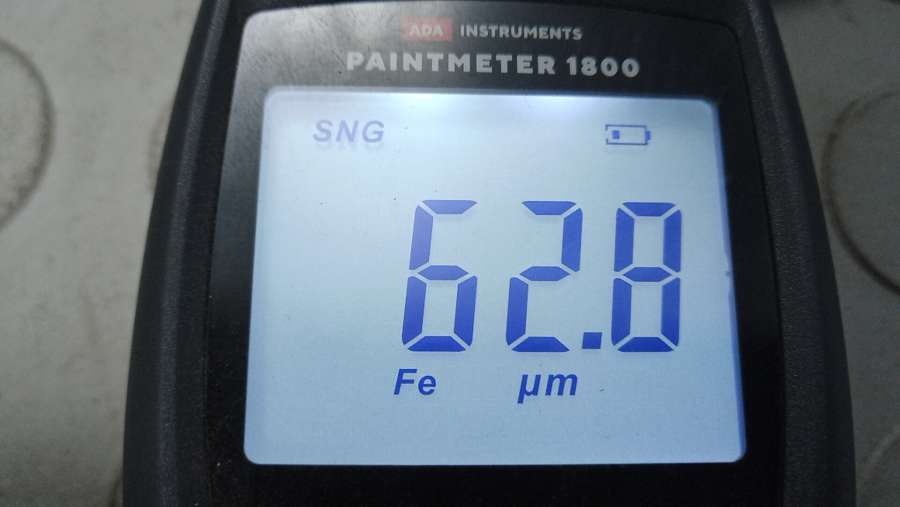 ADA INSTRUMENTS
PAINTMETER 1800
SNG
62.8
Fe µm